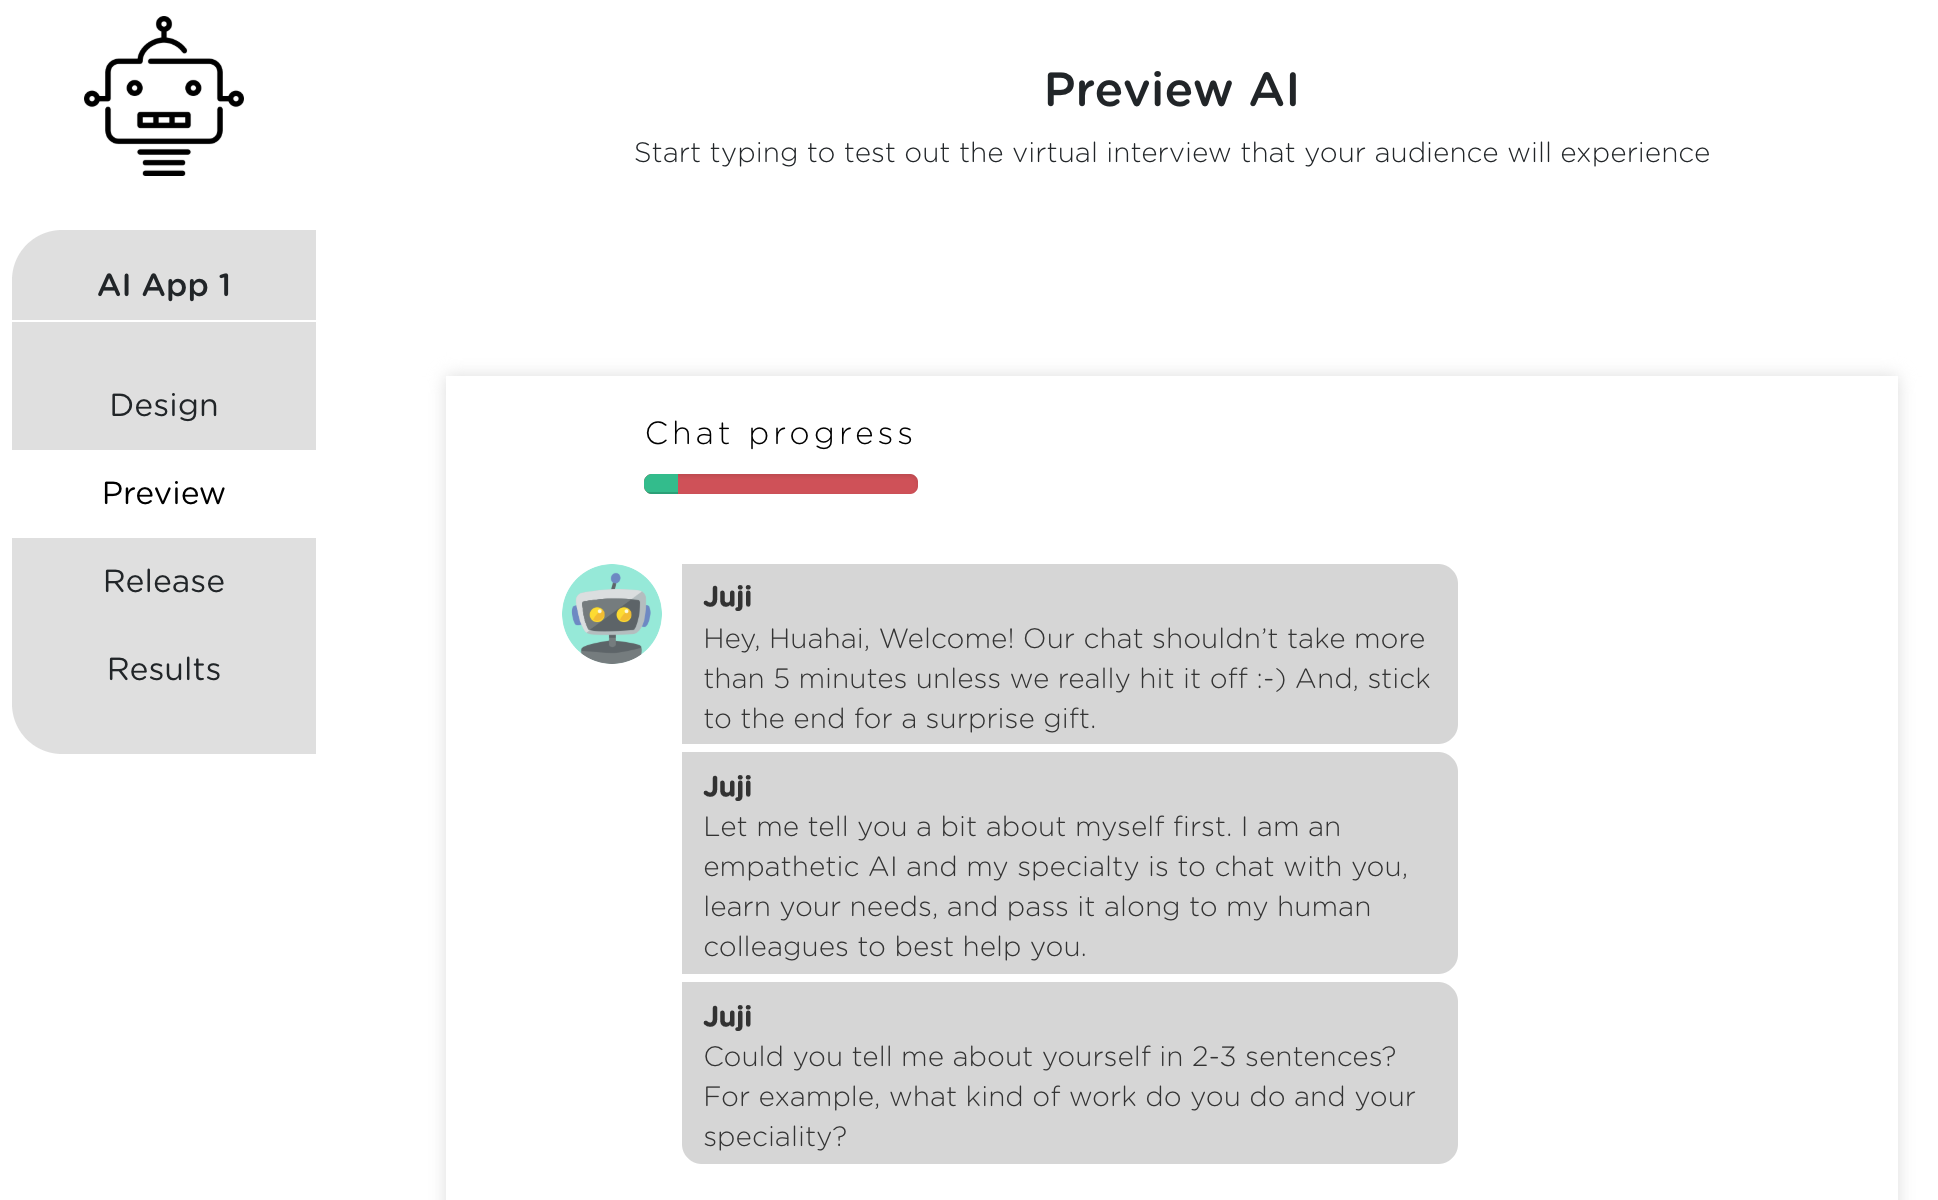 Preview AI
Start typing to test out the virtual interview that your audience will experience
AI App 1
Design
Preview
Release
Results
Chat progress
Juji
Hey, Huahai, Welcome! Our chat shouldn’t take more
than 5 minutes unless we really hit it off :-) And, stick
to the end for a surprise gift.
Juji
Let me tell you a bit about myself first. I am an
empathetic AI and my specialty is to chat with you,
learn your needs, and pass it along to my human
colleagues to best help you.
Juji
Could you tell me about yourself in 2-3 sentences?
For example, what kind of work do you do and your
speciality?